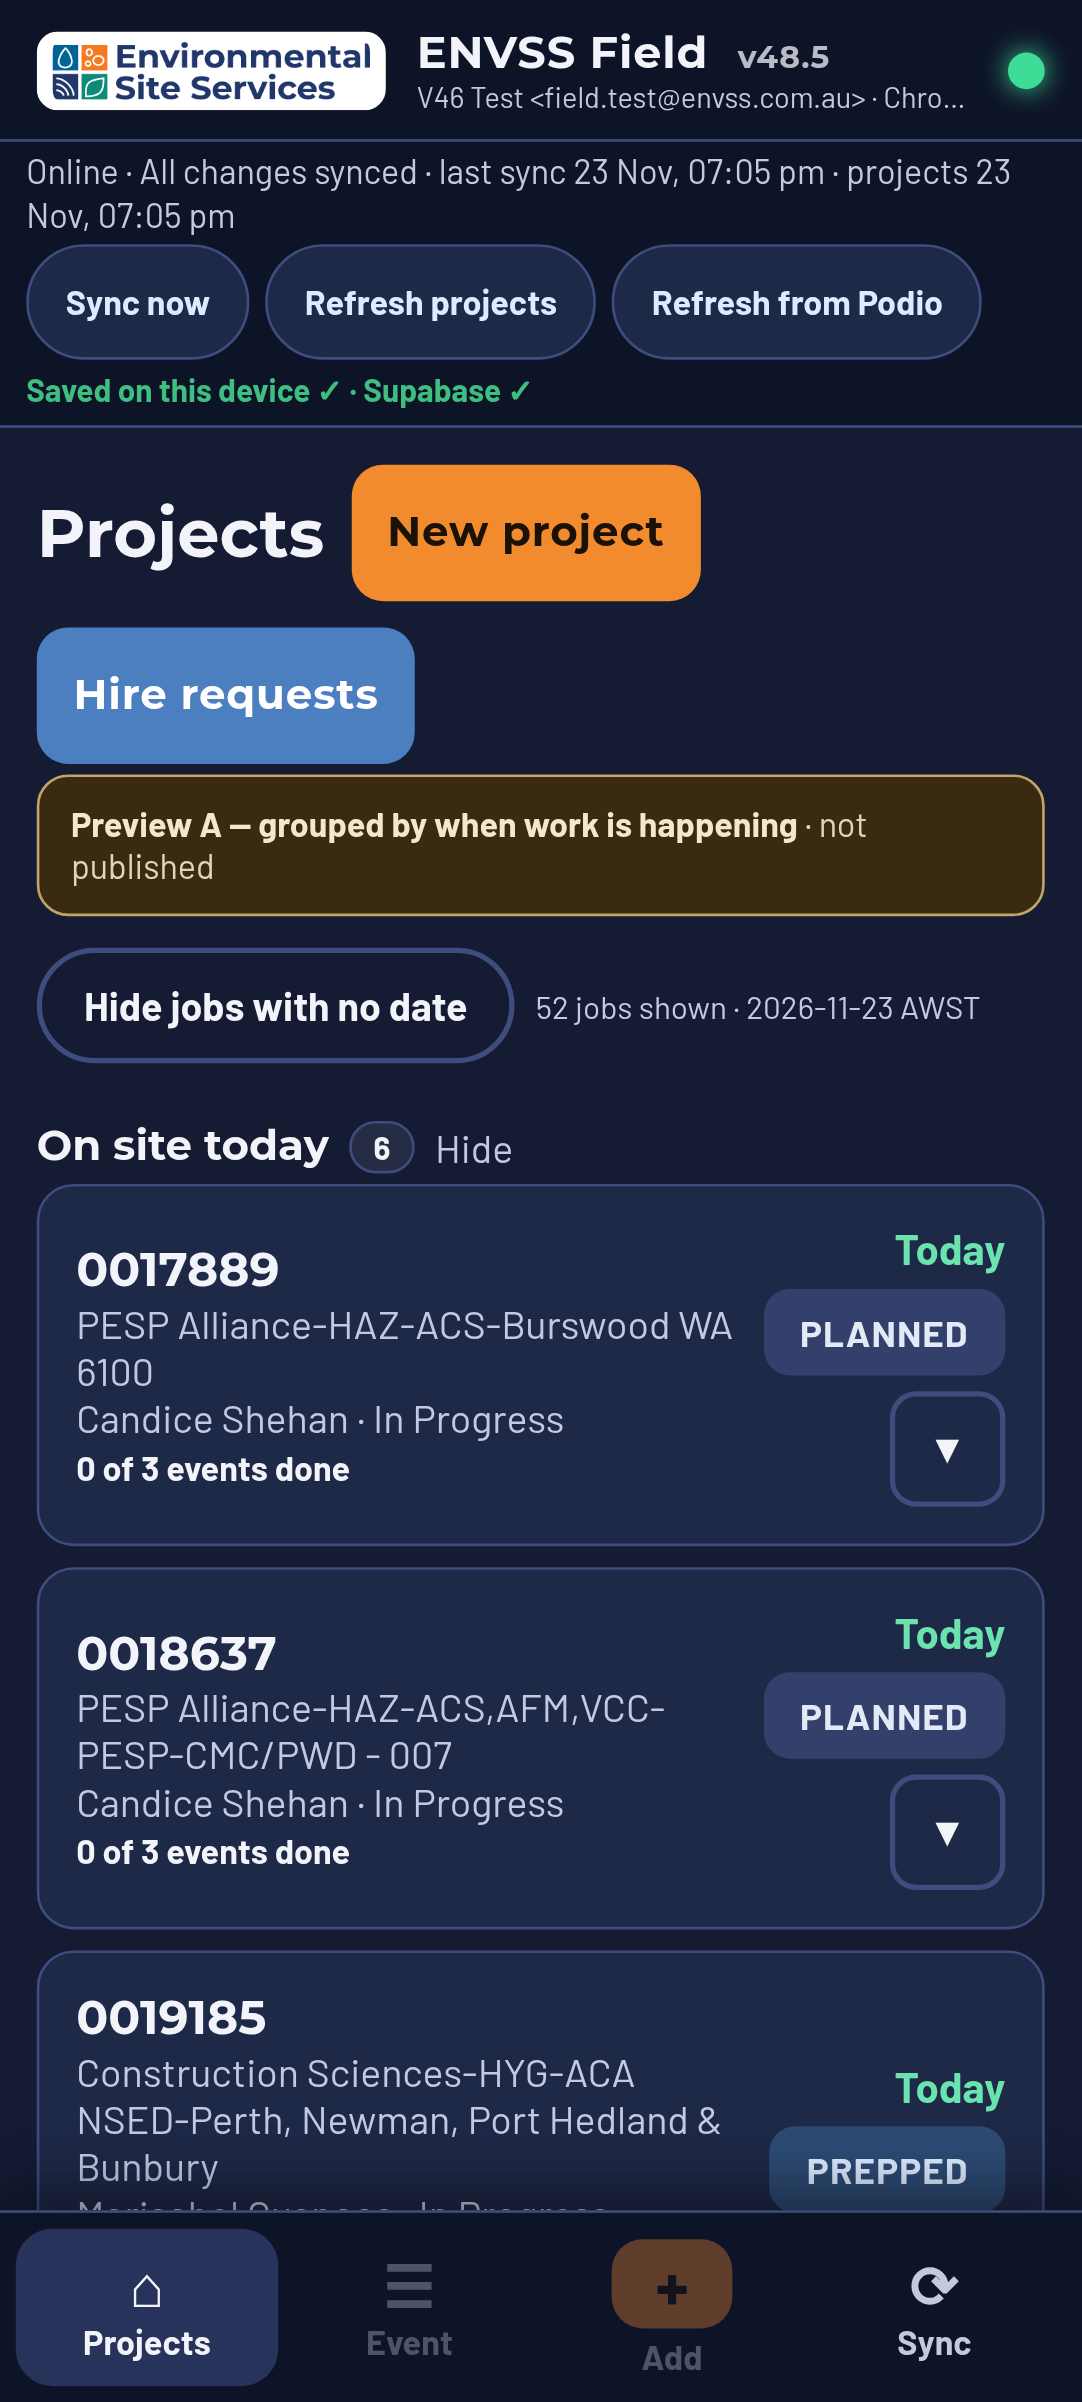 Environmental
Site Services
ENVSS Field v48.5
V46 Test <field.test@envss.com.au> · Chro...
Online · All changes synced · last sync 23 Nov, 07:05 pm · projects 23
Nov, 07:05 pm
Sync now
Refresh projects
Refresh from Podio
Saved on this device ✓ · Supabase ✓
Projects
New project
Hire requests
Preview A — grouped by when work is happening · not
published
Hide jobs with no date
52 jobs shown · 2026-11-23 AWST
On site today 6 Hide
0017889
PESP Alliance-HAZ-ACS-Burswood WA
6100
Candice Shehan · In Progress
0 of 3 events done
Today
PLANNED
▼
0018637
PESP Alliance-HAZ-ACS,AFM,VCC-
PESP-CMC/PWD - 007
Candice Shehan · In Progress
0 of 3 events done
Today
PLANNED
▼
0019185
Construction Sciences-HYG-ACA
NSED-Perth, Newman, Port Hedland &
Bunbury
Today
PREPPED
Projects
Event
Add
Sync